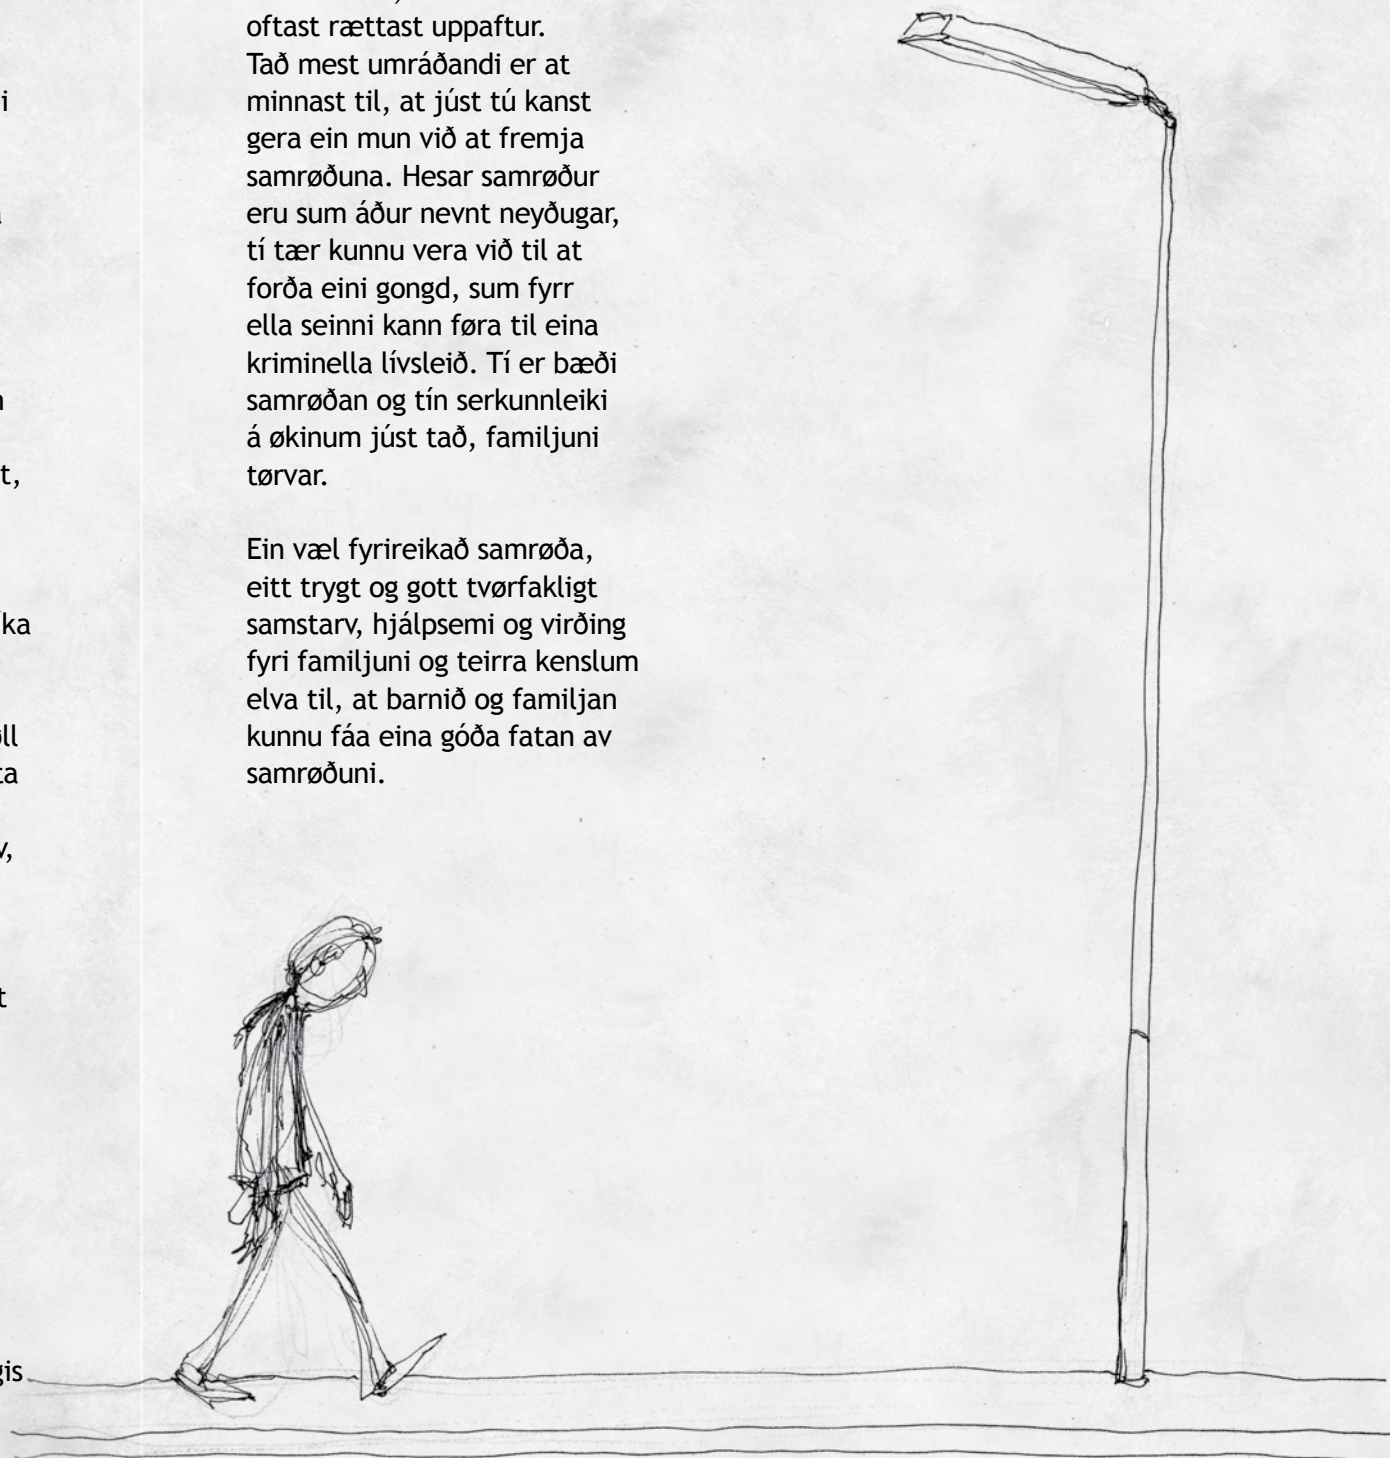 oftast rættast uppaftur.
Tað mest umráðandi er at
minnast til, at júst tú kanst
gera ein mun við at fremja
samrøðuna. Hesar samrøður
eru sum áður nevnt neyðugar,
tí tær kunnu vera við til at
forða eini gongd, sum fyrr
ella seinni kann føra til eina
kriminella lívsleið. Tí er bæði
samrøðan og tín serkunnleiki
á økinum júst tað, familjuni
tørvar.
Ein væl fyrireikað samrøða,
eitt trygt og gott tvørfakligt
samstarv, hjálpsemi og virðing
fyri familjuni og teirra kenslum
elva til, at barnið og familjan
kunnu fáa eina góða fatan av
samrøðuni.